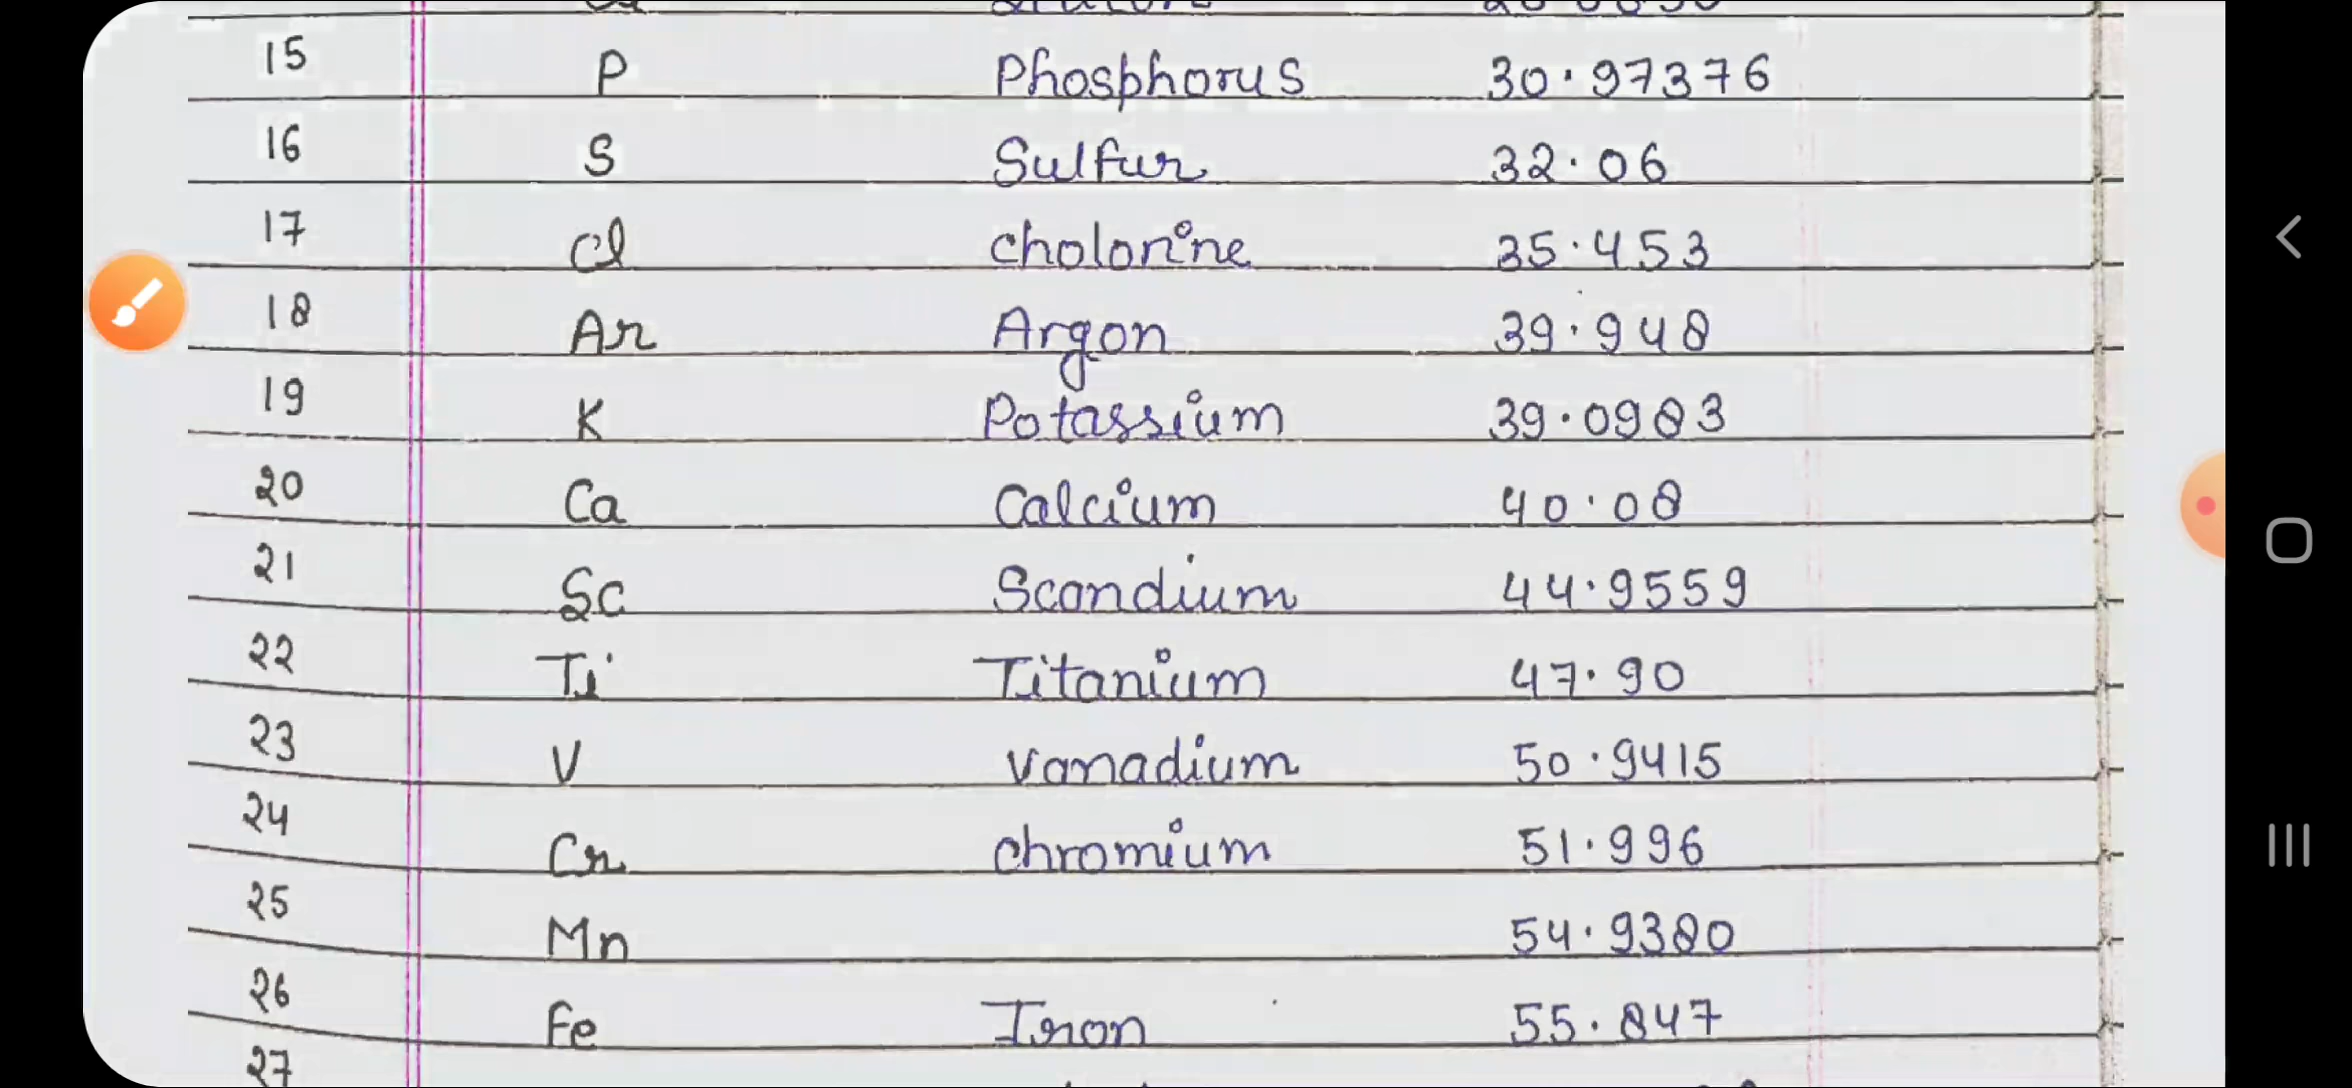 15 P Phosphorus 30.97376
16 S Sulfur 32.06
17 Cl Cholorine 35.453
18 Ar Argon 39.948
19 K Potassium 39.0983
20 Ca Calcium 40.08
21 Sc Scandium 44.9559
22 Ti Titanium 47.90
23 V Vanadium 50.9415
24 Cr Chromium 51.996
25 Mn 54.9380
26 Fe Iron 55.847
27